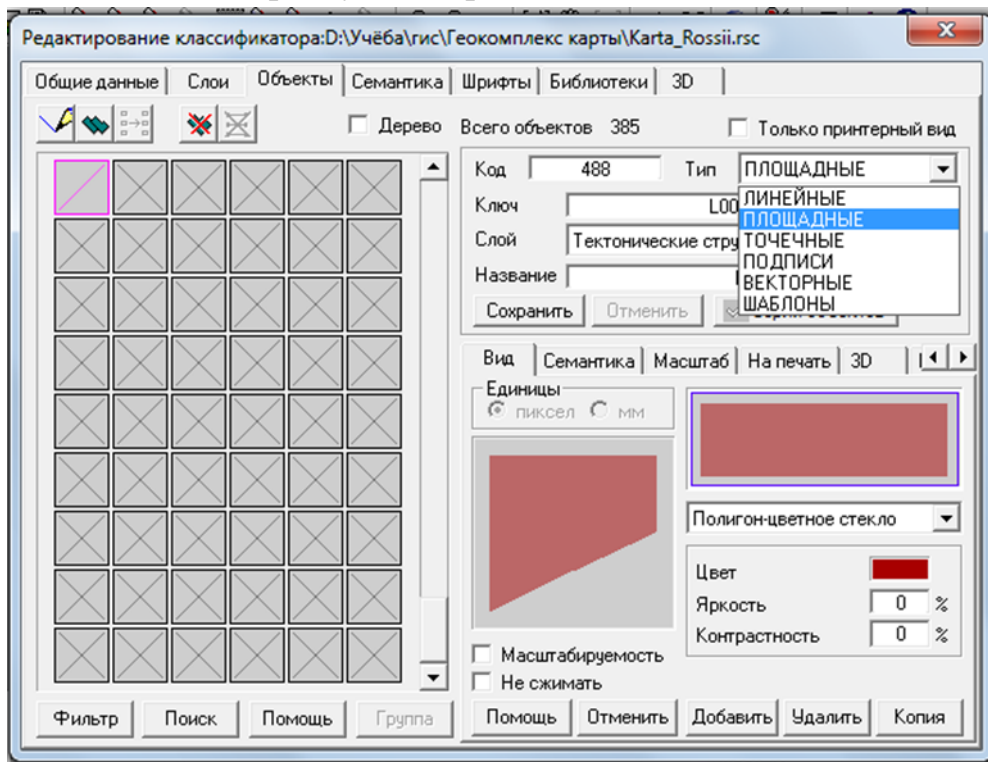 Редактирование классификатора:D:\Учёба\гис\Геокомплекс карты\Karta_Rossii.rsc
Общие данные Слои Объекты Семантика Шрифты Библиотеки 3D
Дерево Всего объектов 385 Только принтерный вид
Код 488 Тип ПЛОЩАДНЫЕ
Ключ L00
ЛИНЕЙНЫЕ
ПЛОЩАДНЫЕ
Слой Тектонические стру
ТОЧЕЧНЫЕ
ПОДПИСИ
Название
ВЕКТОРНЫЕ
ШАБЛОНЫ
Сохранить Отменить
Вид Семантика Масштаб На печать 3D
Единицы
пиксел мм
Полигон-цветное стекло
Цвет
Яркость 0 %
Контрастность 0 %
Масштабируемость
Не сжимать
Фильтр Поиск Помощь Группа Помощь Отменить Добавить Удалить Копия